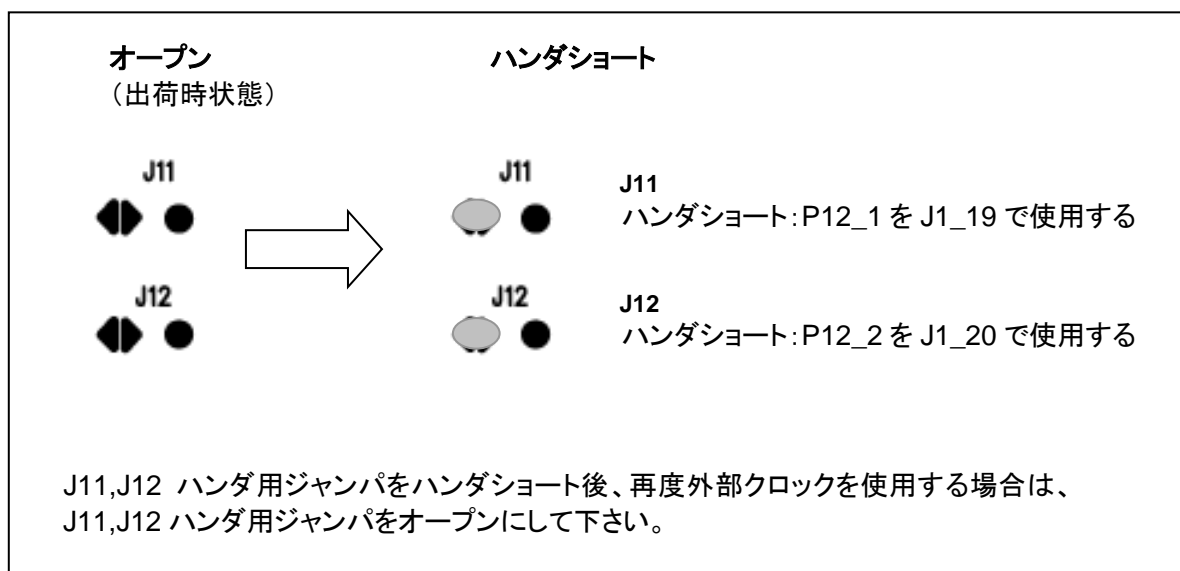 オープン ハンダショート
（出荷時状態）
J11 J11
J11
ハンダショート：P12_1 を J1_19 で使用する
J12 J12
J12
ハンダショート：P12_2 を J1_20 で使用する
J11,J12 ハンダ用ジャンパをハンダショート後、再度外部クロックを使用する場合は、
J11,J12 ハンダ用ジャンパをオープンにして下さい。